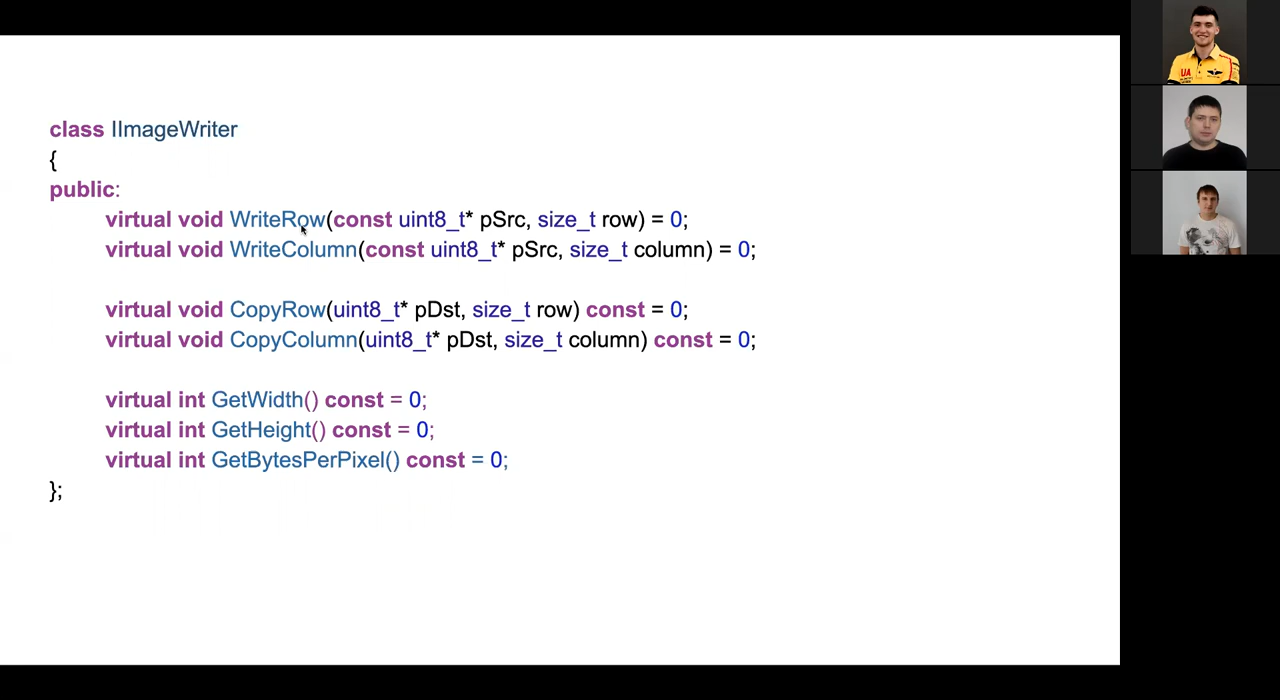 class IImageWriter
{
public:
virtual void WriteRow(const uint8_t* pSrc, size_t row) = 0;
virtual void WriteColumn(const uint8_t* pSrc, size_t column) = 0;
virtual void CopyRow(uint8_t* pDst, size_t row) const = 0;
virtual void CopyColumn(uint8_t* pDst, size_t column) const = 0;
virtual int GetWidth() const = 0;
virtual int GetHeight() const = 0;
virtual int GetBytesPerPixel() const = 0;
};
UA